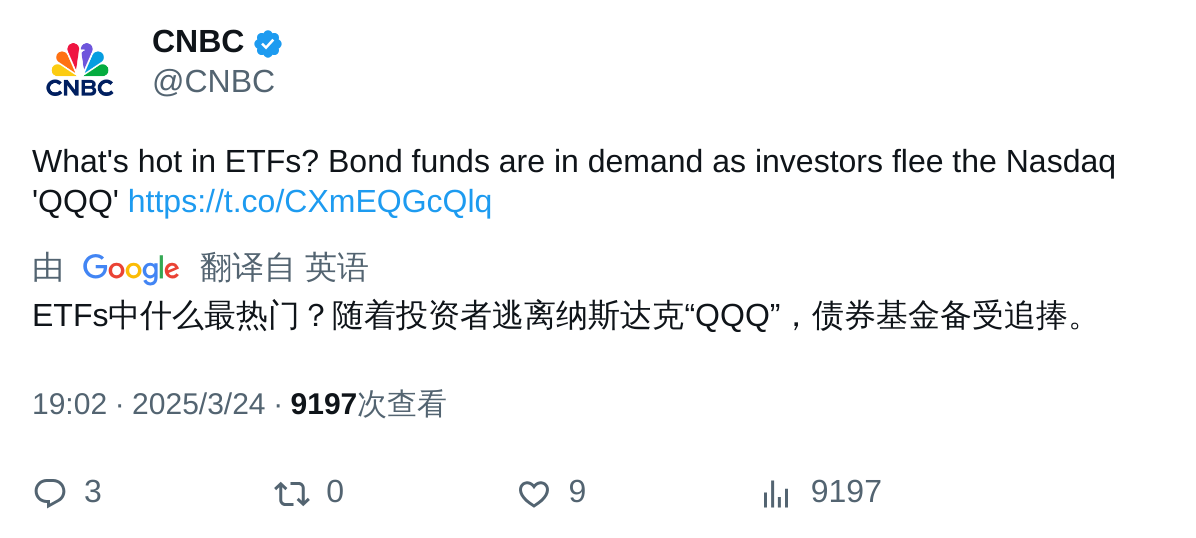 CNBC
CNBC
@CNBC
What's hot in ETFs? Bond funds are in demand as investors flee the Nasdaq
'QQQ' https://t.co/CXmEQGcQlq
由 Google 翻译自 英语
ETFs中什么最热门？随着投资者逃离纳斯达克“QQQ”，债券基金备受追捧。
19:02 · 2025/3/24 · 9197次查看
3 0 9 9197